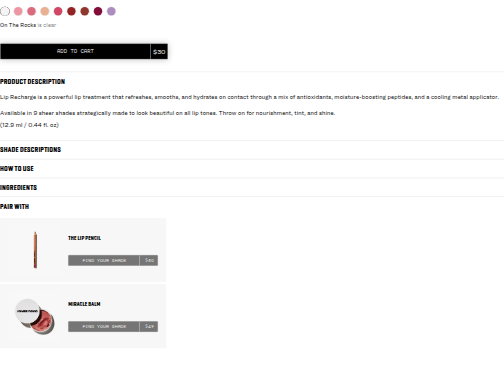 On The Rocks is clear
ADD TO CART $30
PRODUCT DESCRIPTION
Lip Recharge is a powerful lip treatment that refreshes, smooths, and hydrates on contact through a mix of antioxidants, moisture-boosting peptides, and a cooling metal applicator.
Available in 9 sheer shades strategically made to look beautiful on all lip tones. Throw on for nourishment, tint, and shine.
(12.9 ml / 0.44 fl. oz)
SHADE DESCRIPTIONS
HOW TO USE
INGREDIENTS
PAIR WITH
THE LIP PENCIL
FIND YOUR SHADE
MIRACLE BALM
FIND YOUR SHADE